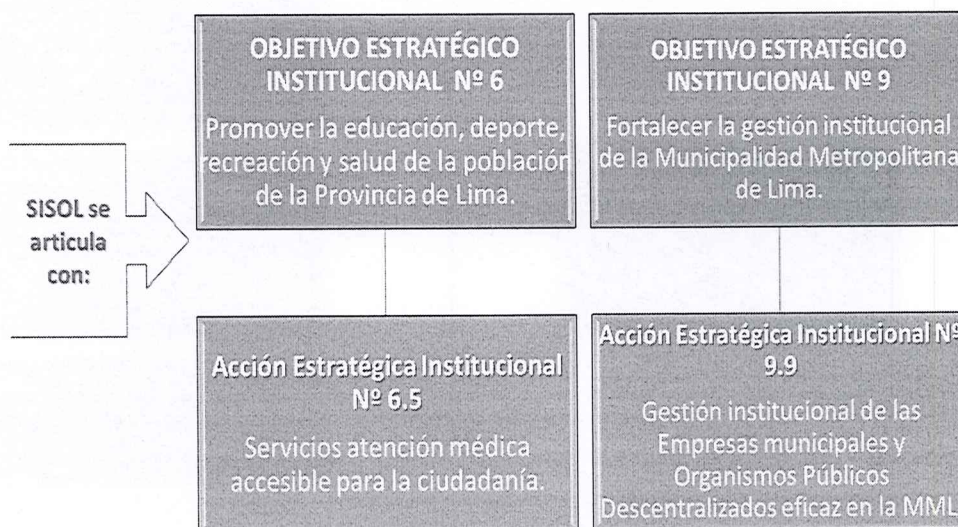 SISOL se
articula
con:
OBJETIVO ESTRATÉGICO
INSTITUCIONAL Nº 6
Promover la educación, deporte,
recreación y salud de la población
de la Provincia de Lima.
OBJETIVO ESTRATÉGICO
INSTITUCIONAL Nº 9
Fortalecer la gestión institucional
de la Municipalidad Metropolitana
de Lima.
Acción Estratégica Institucional
Nº 6.5
Servicios atención médica
accesible para la ciudadanía.
Acción Estratégica Institucional Nº
9.9
Gestión institucional de las
Empresas municipales y
Organismos Públicos
Descentralizados eficaz en la MML